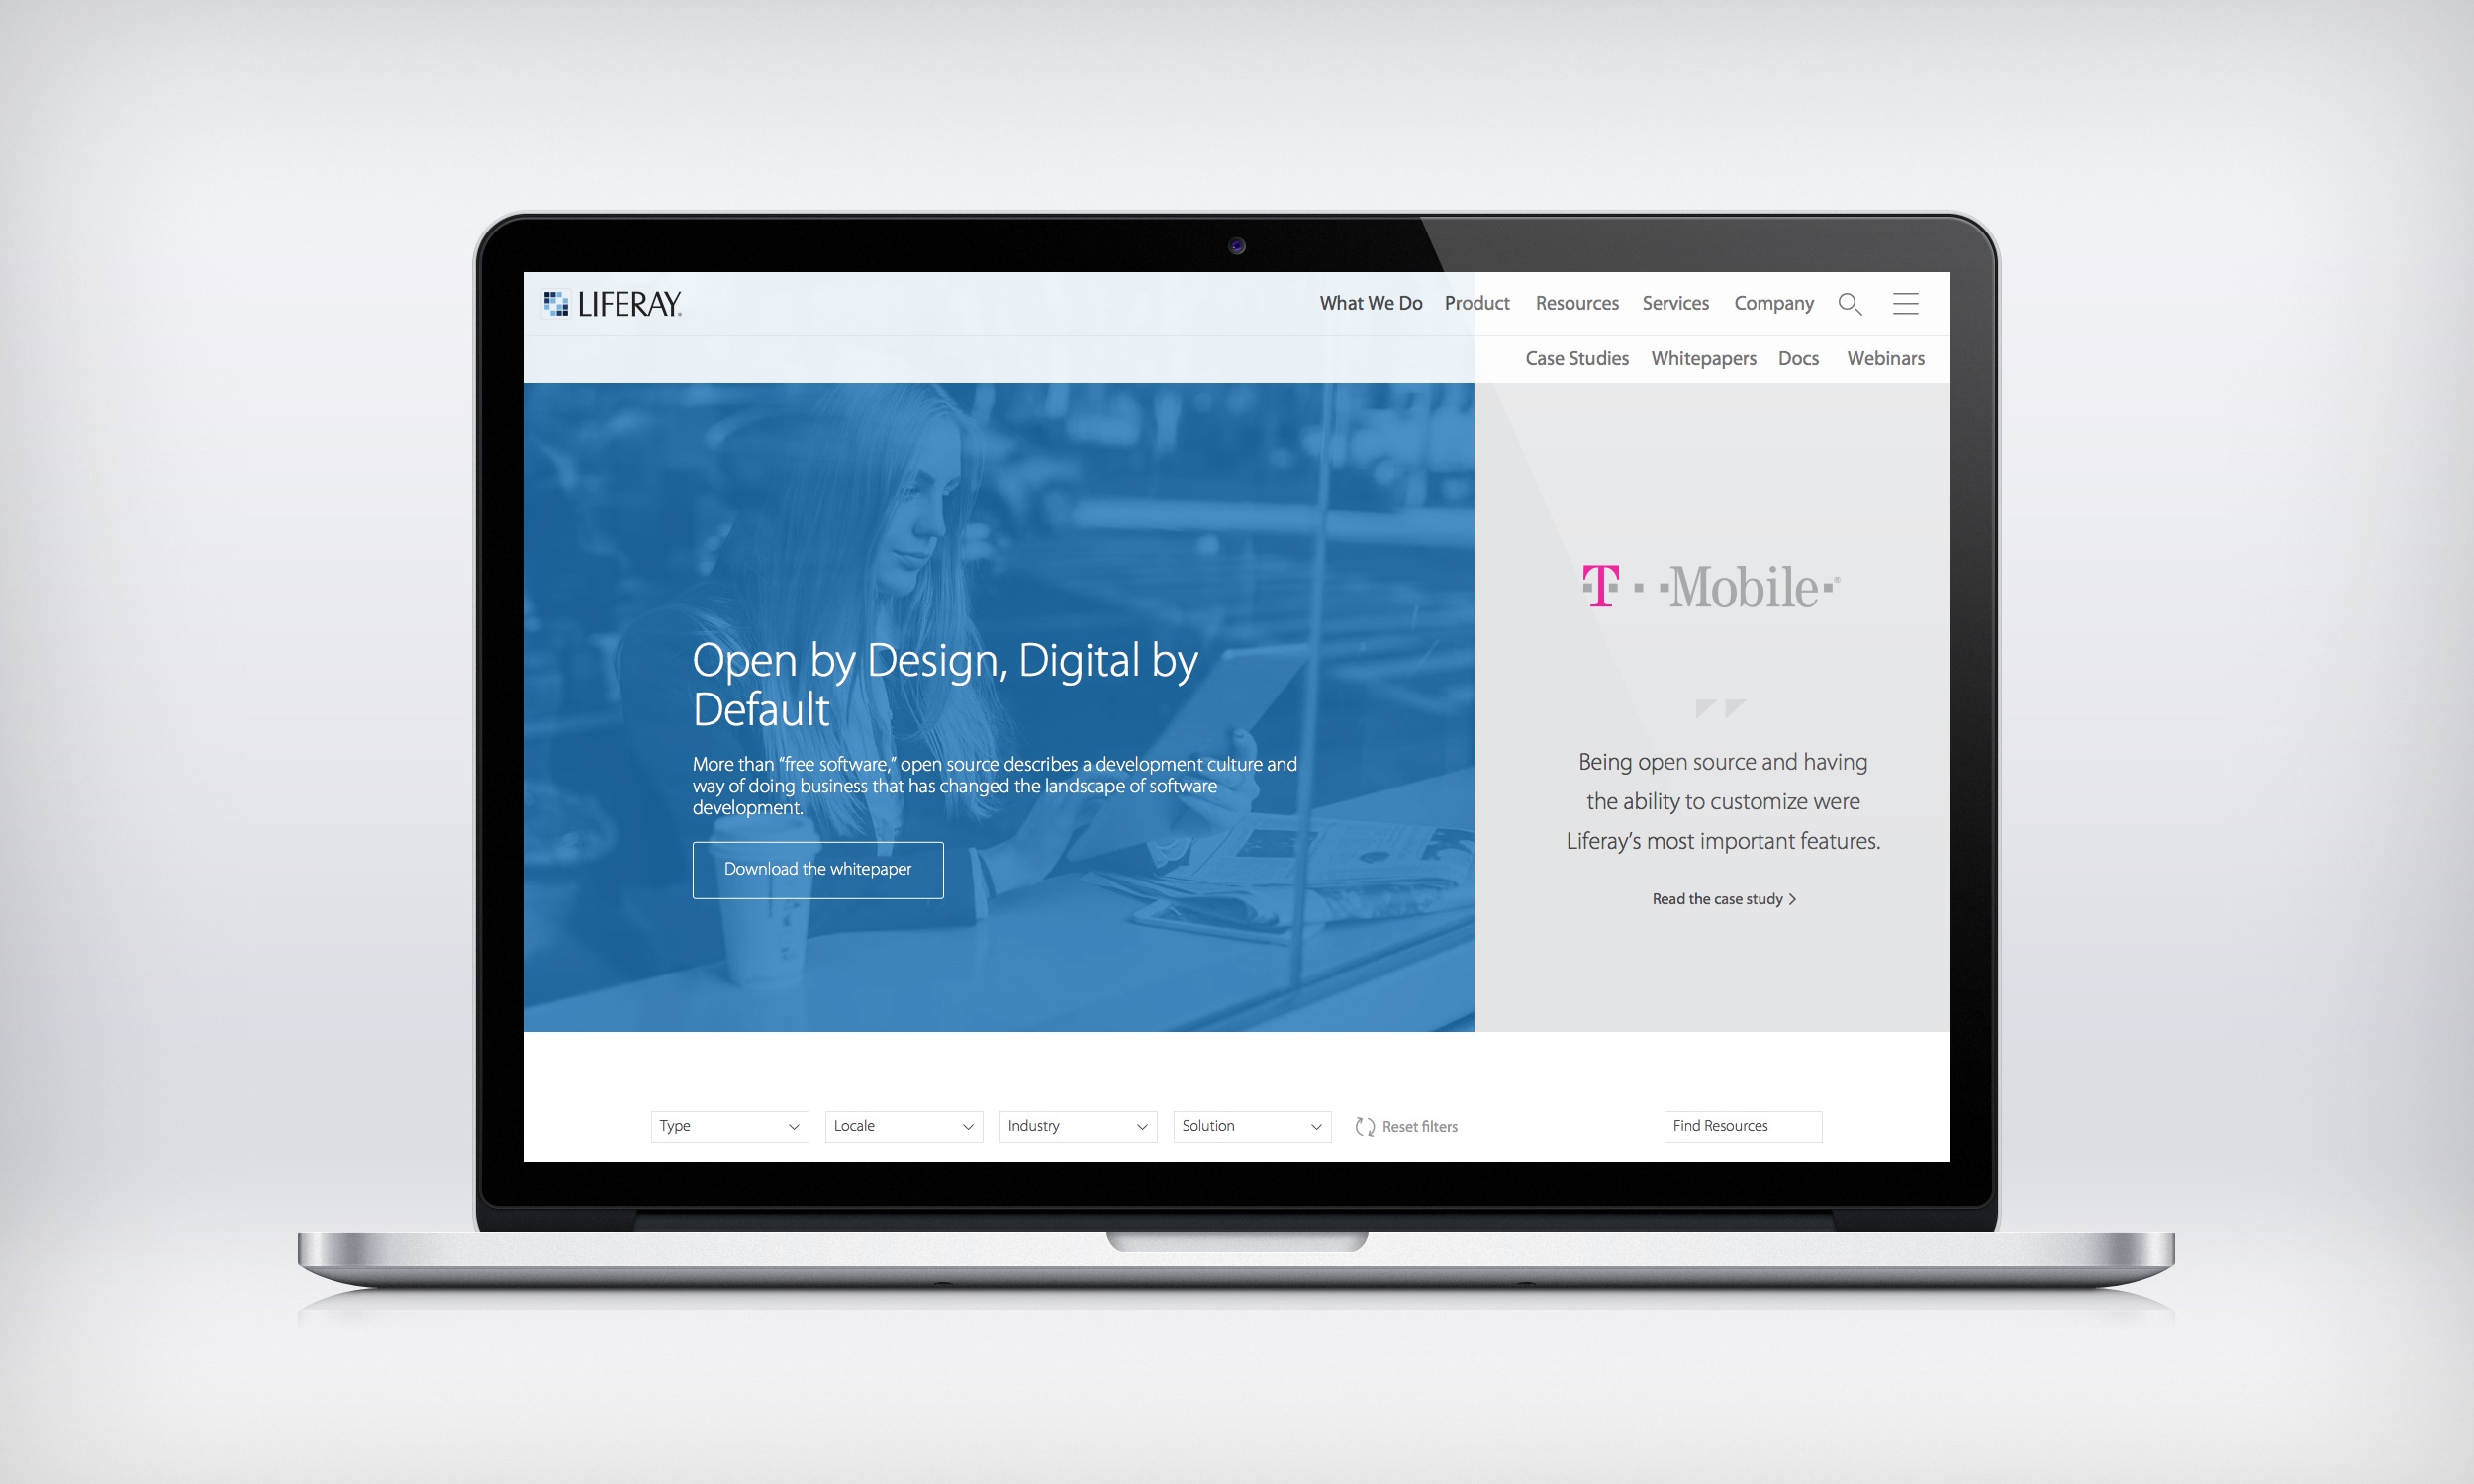 LIFERAY.
What We Do Product Resources Services Company
Case Studies Whitepapers Docs Webinars
Open by Design, Digital by
Default
More than “free software,” open source describes a development culture and
way of doing business that has changed the landscape of software
development.
Download the whitepaper
T · ·Mobile·®
Being open source and having
the ability to customize were
Liferay’s most important features.
Read the case study >
Type Locale Industry Solution Reset filters Find Resources